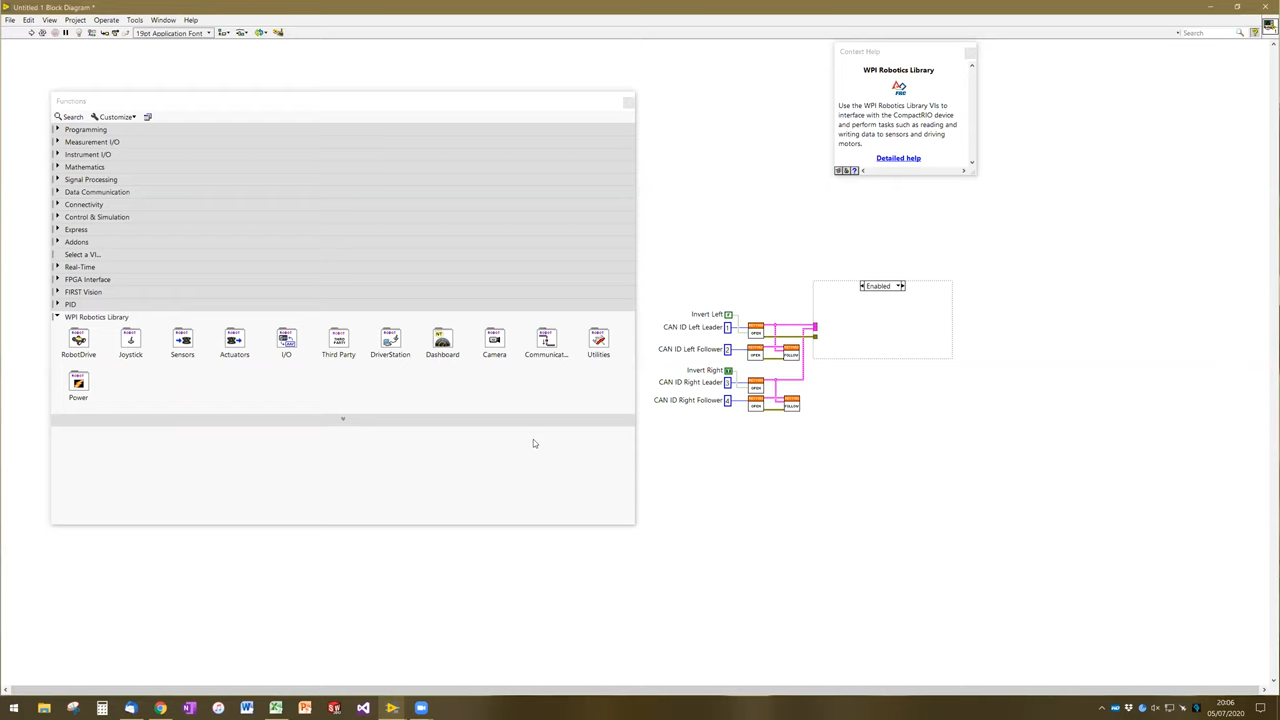 Untitled 1 Block Diagram *
File Edit View Project Operate Tools Window Help
19pt Application Font
Search
Context Help
WPI Robotics Library
FRC
Use the WPI Robotics Library VIs to
interface with the CompactRIO device
and perform tasks such as reading and
writing data to sensors and driving
motors.
Detailed help
Functions
Search Customize
Programming
Measurement I/O
Instrument I/O
Mathematics
Signal Processing
Data Communication
Connectivity
Control & Simulation
Express
Addons
Select a VI...
Real-Time
FPGA Interface
FIRST Vision
PID
WPI Robotics Library
RobotDrive Joystick Sensors Actuators I/O Third Party DriverStation Dashboard Camera Communicat... Utilities
Power
Enabled
Invert Left F
CAN ID Left Leader 1 OPEN
CAN ID Left Follower 2 OPEN FOLLOW
Invert Right T
CAN ID Right Leader 3 OPEN
CAN ID Right Follower 4 OPEN FOLLOW
20:06
05/07/2020